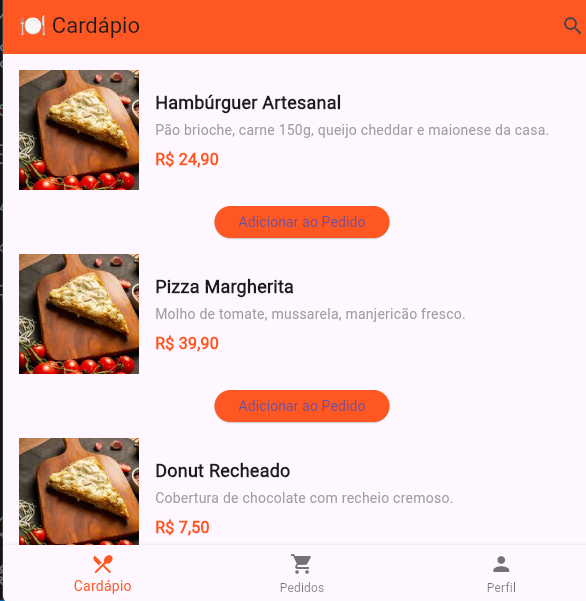 Cardápio
Hambúrguer Artesanal
Pão brioche, carne 150g, queijo cheddar e maionese da casa.
R$ 24,90
Adicionar ao Pedido
Pizza Margherita
Molho de tomate, mussarela, manjericão fresco.
R$ 39,90
Adicionar ao Pedido
Donut Recheado
Cobertura de chocolate com recheio cremoso.
R$ 7,50
Cardápio
Pedidos
Perfil